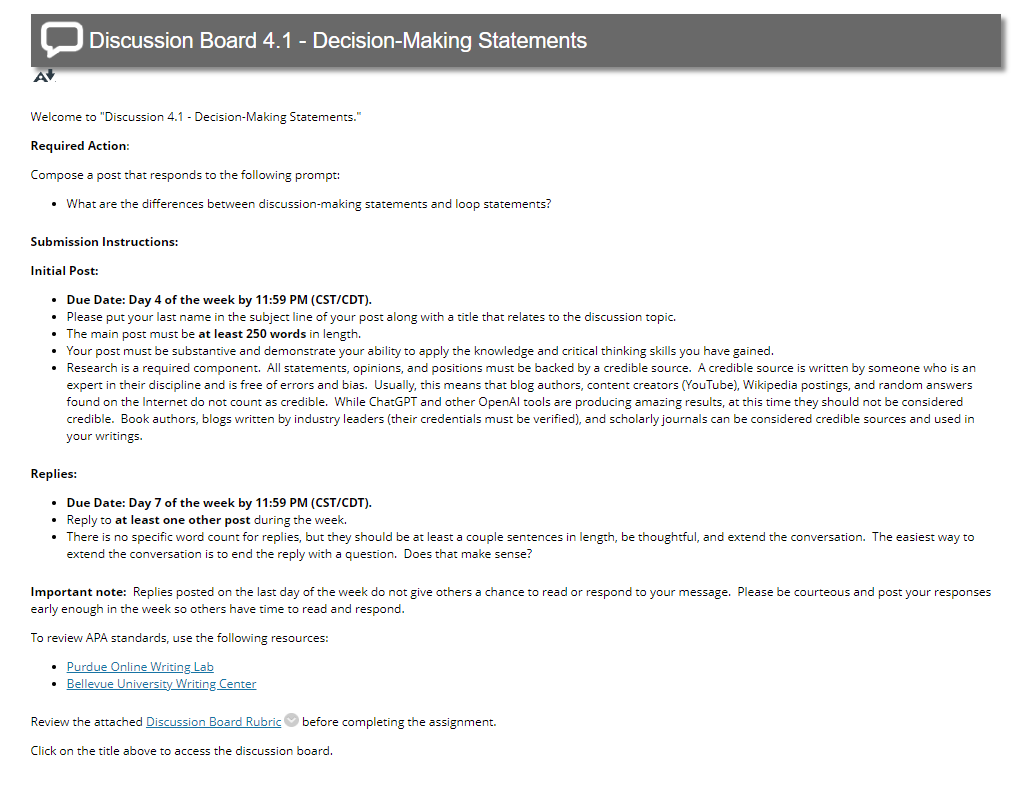 Discussion Board 4.1 - Decision-Making Statements
A
Welcome to "Discussion 4.1 - Decision-Making Statements."
Required Action:
Compose a post that responds to the following prompt:
• What are the differences between discussion-making statements and loop statements?
Submission Instructions:
Initial Post:
• Due Date: Day 4 of the week by 11:59 PM (CST/CDT).
• Please put your last name in the subject line of your post along with a title that relates to the discussion topic.
• The main post must be at least 250 words in length.
• Your post must be substantive and demonstrate your ability to apply the knowledge and critical thinking skills you have gained.
• Research is a required component. All statements, opinions, and positions must be backed by a credible source. A credible source is written by someone who is an
expert in their discipline and is free of errors and bias. Usually, this means that blog authors, content creators (YouTube), Wikipedia postings, and random answers
found on the Internet do not count as credible. While ChatGPT and other OpenAI tools are producing amazing results, at this time they should not be considered
credible. Book authors, blogs written by industry leaders (their credentials must be verified), and scholarly journals can be considered credible sources and used in
your writings.
Replies:
• Due Date: Day 7 of the week by 11:59 PM (CST/CDT).
• Reply to at least one other post during the week.
• There is no specific word count for replies, but they should be at least a couple sentences in length, be thoughtful, and extend the conversation. The easiest way to
extend the conversation is to end the reply with a question. Does that make sense?
Important note: Replies posted on the last day of the week do not give others a chance to read or respond to your message. Please be courteous and post your responses
early enough in the week so others have time to read and respond.
To review APA standards, use the following resources:
• Purdue Online Writing Lab
• Bellevue University Writing Center
Review the attached Discussion Board Rubric before completing the assignment.
Click on the title above to access the discussion board.